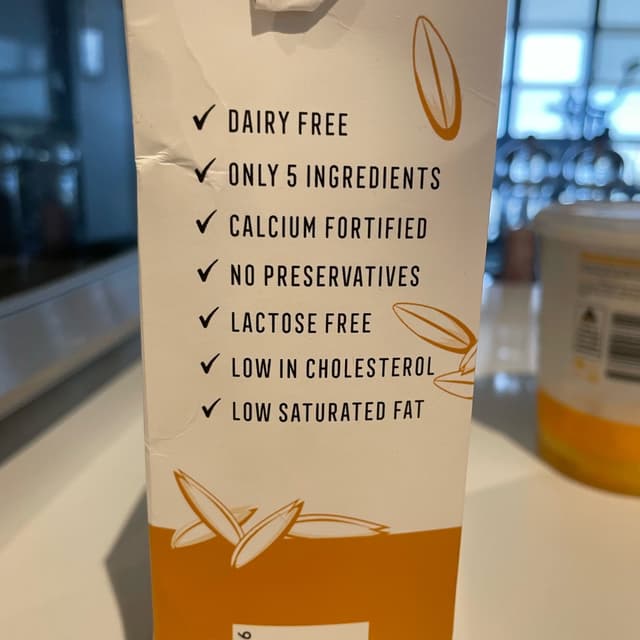 ✓ DAIRY FREE
✓ ONLY 5 INGREDIENTS
✓ CALCIUM FORTIFIED
✓ NO PRESERVATIVES
✓ LACTOSE FREE
✓ LOW IN CHOLESTEROL
✓ LOW SATURATED FAT